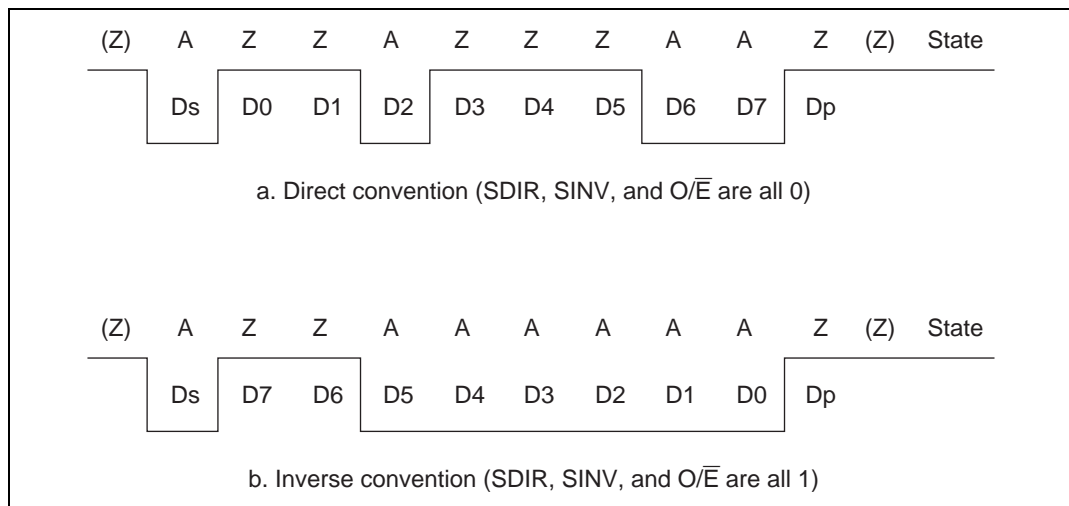 (Z) A Z Z A Z Z Z A A Z (Z) State
Ds D0 D1 D2 D3 D4 D5 D6 D7 Dp
a. Direct convention (SDIR, SINV, and O/E̅ are all 0)
(Z) A Z Z A A A A A A Z (Z) State
Ds D7 D6 D5 D4 D3 D2 D1 D0 Dp
b. Inverse convention (SDIR, SINV, and O/E̅ are all 1)